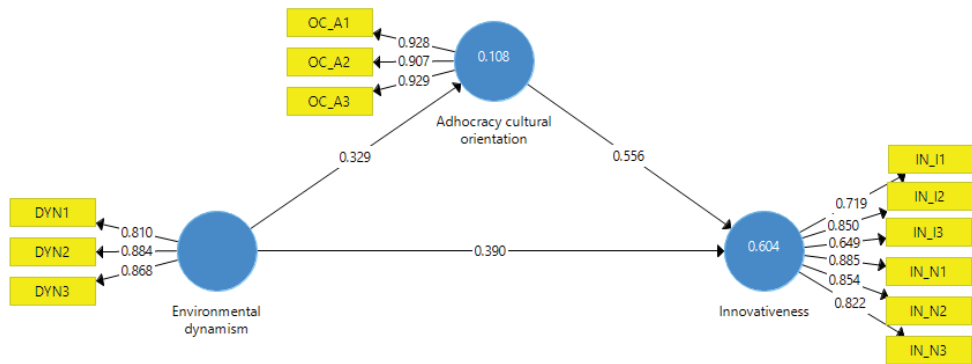 OC_A1
OC_A2
OC_A3
0.928
0.907
0.929
0.108
Adhocracy cultural
orientation
0.329
0.556
DYN1
DYN2
DYN3
0.810
0.884
0.868
Environmental
dynamism
0.390
0.604
Innovativeness
0.719
0.850
0.649
0.885
0.854
0.822
IN_I1
IN_I2
IN_I3
IN_N1
IN_N2
IN_N3